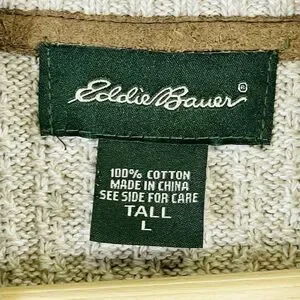 Eddie Bauer®
100% COTTON
MADE IN CHINA
SEE SIDE FOR CARE
TALL
L